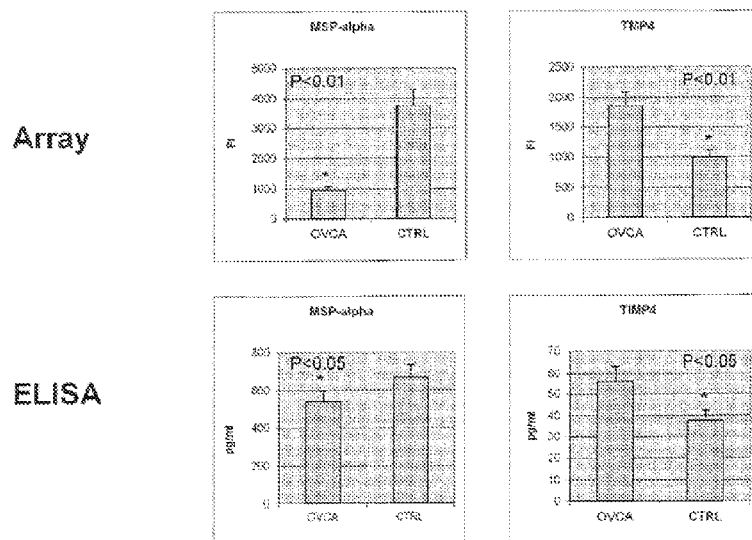 Array
MSP-alpha
P<0.01
FI
5000
4000
3000
2000
1000
0
*
OVCA
CTRL
TMP4
P<0.01
FI
2500
2000
1500
1000
500
0
*
OVCA
CTRL
ELISA
MSP-alpha
P<0.05
pg/ml
800
600
400
200
0
*
OVCA
CTRL
TIMP4
P<0.05
pg/ml
70
60
50
40
30
20
10
0
*
OVCA
CTRL